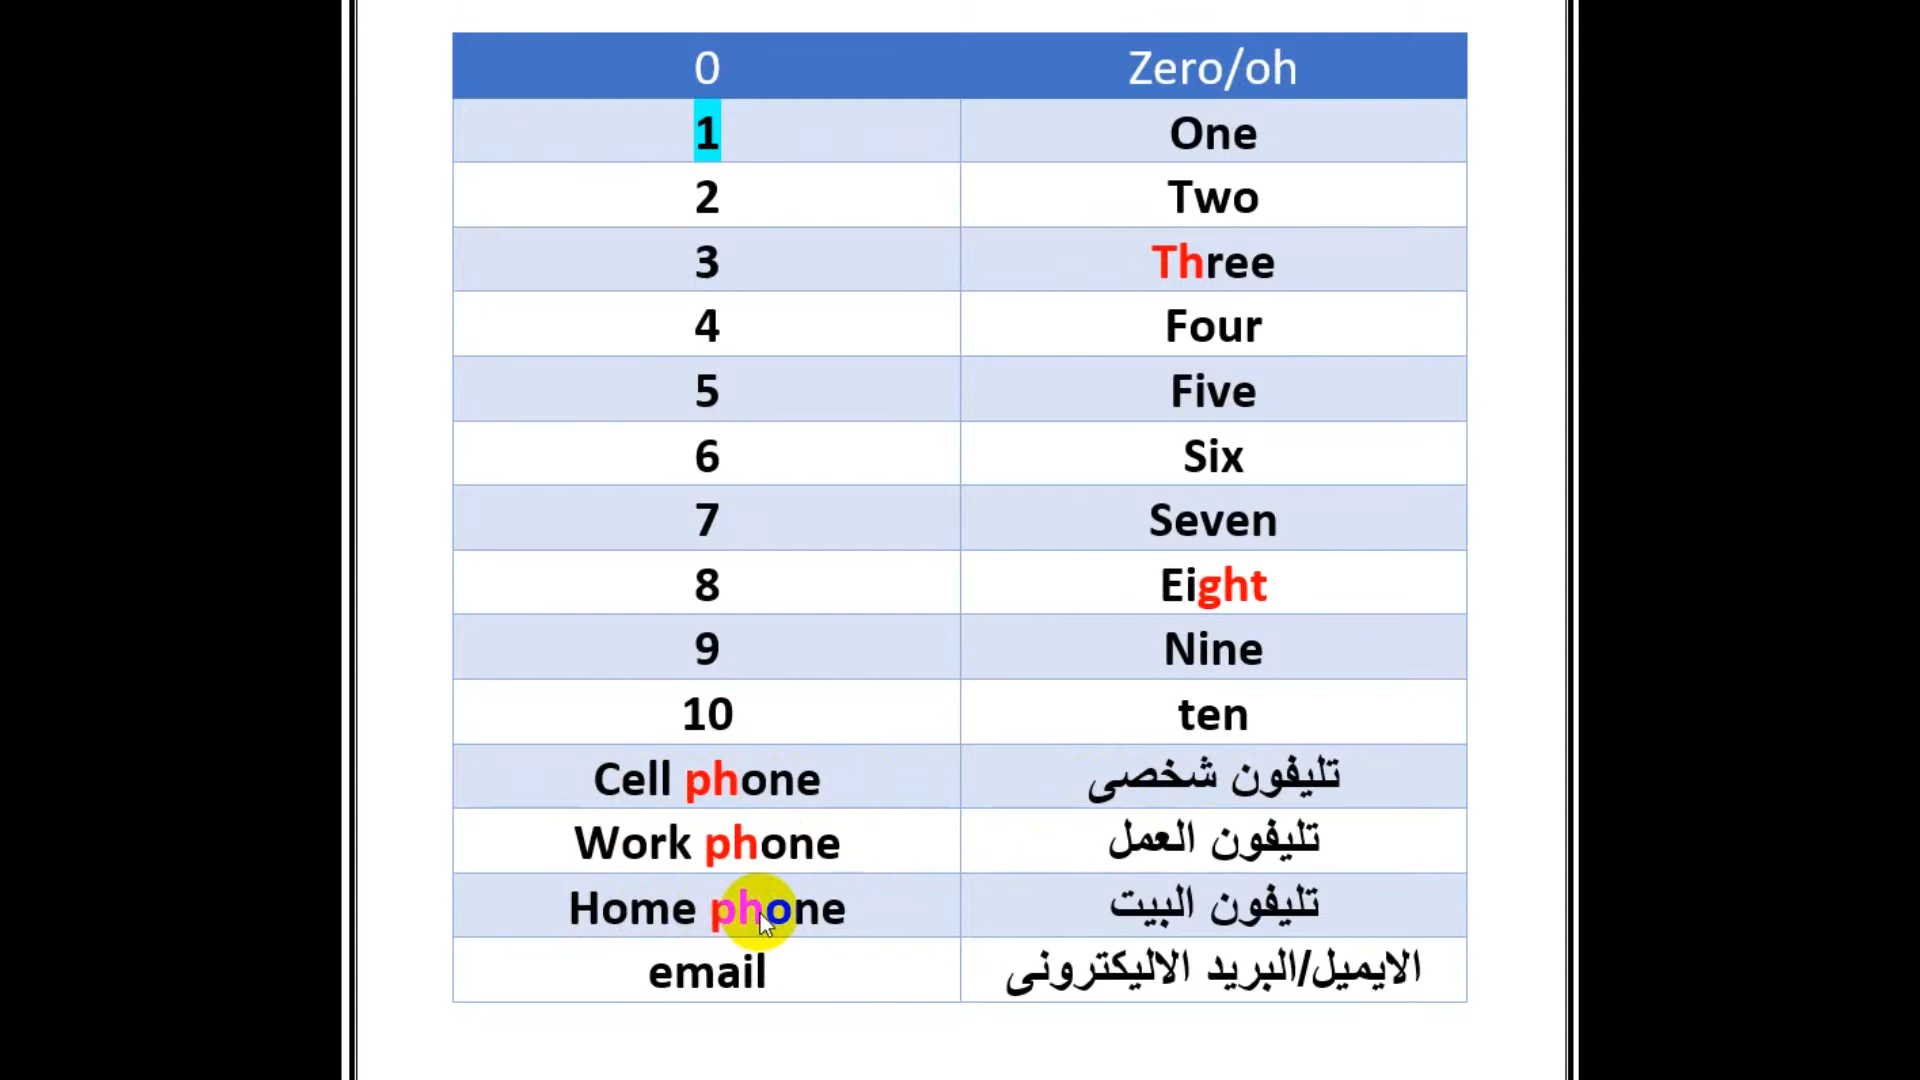 0 Zero/oh
1 One
2 Two
3 Three
4 Four
5 Five
6 Six
7 Seven
8 Eight
9 Nine
10 ten
Cell phone تليفون شخصى
Work phone تليفون العمل
Home phone تليفون البيت
email الايميل/البريد الاليكترونى